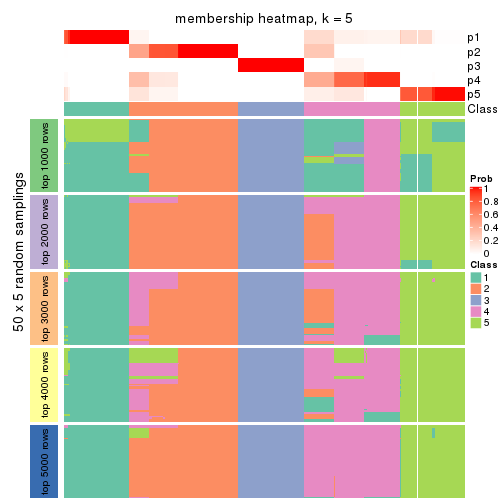 membership heatmap, k = 5
p1
p2
p3
p4
p5
Class
50 x 5 random samplings
top 1000 rows
top 2000 rows
top 3000 rows
top 4000 rows
top 5000 rows
Prob
1
0.8
0.6
0.4
0.2
0
Class
1
2
3
4
5